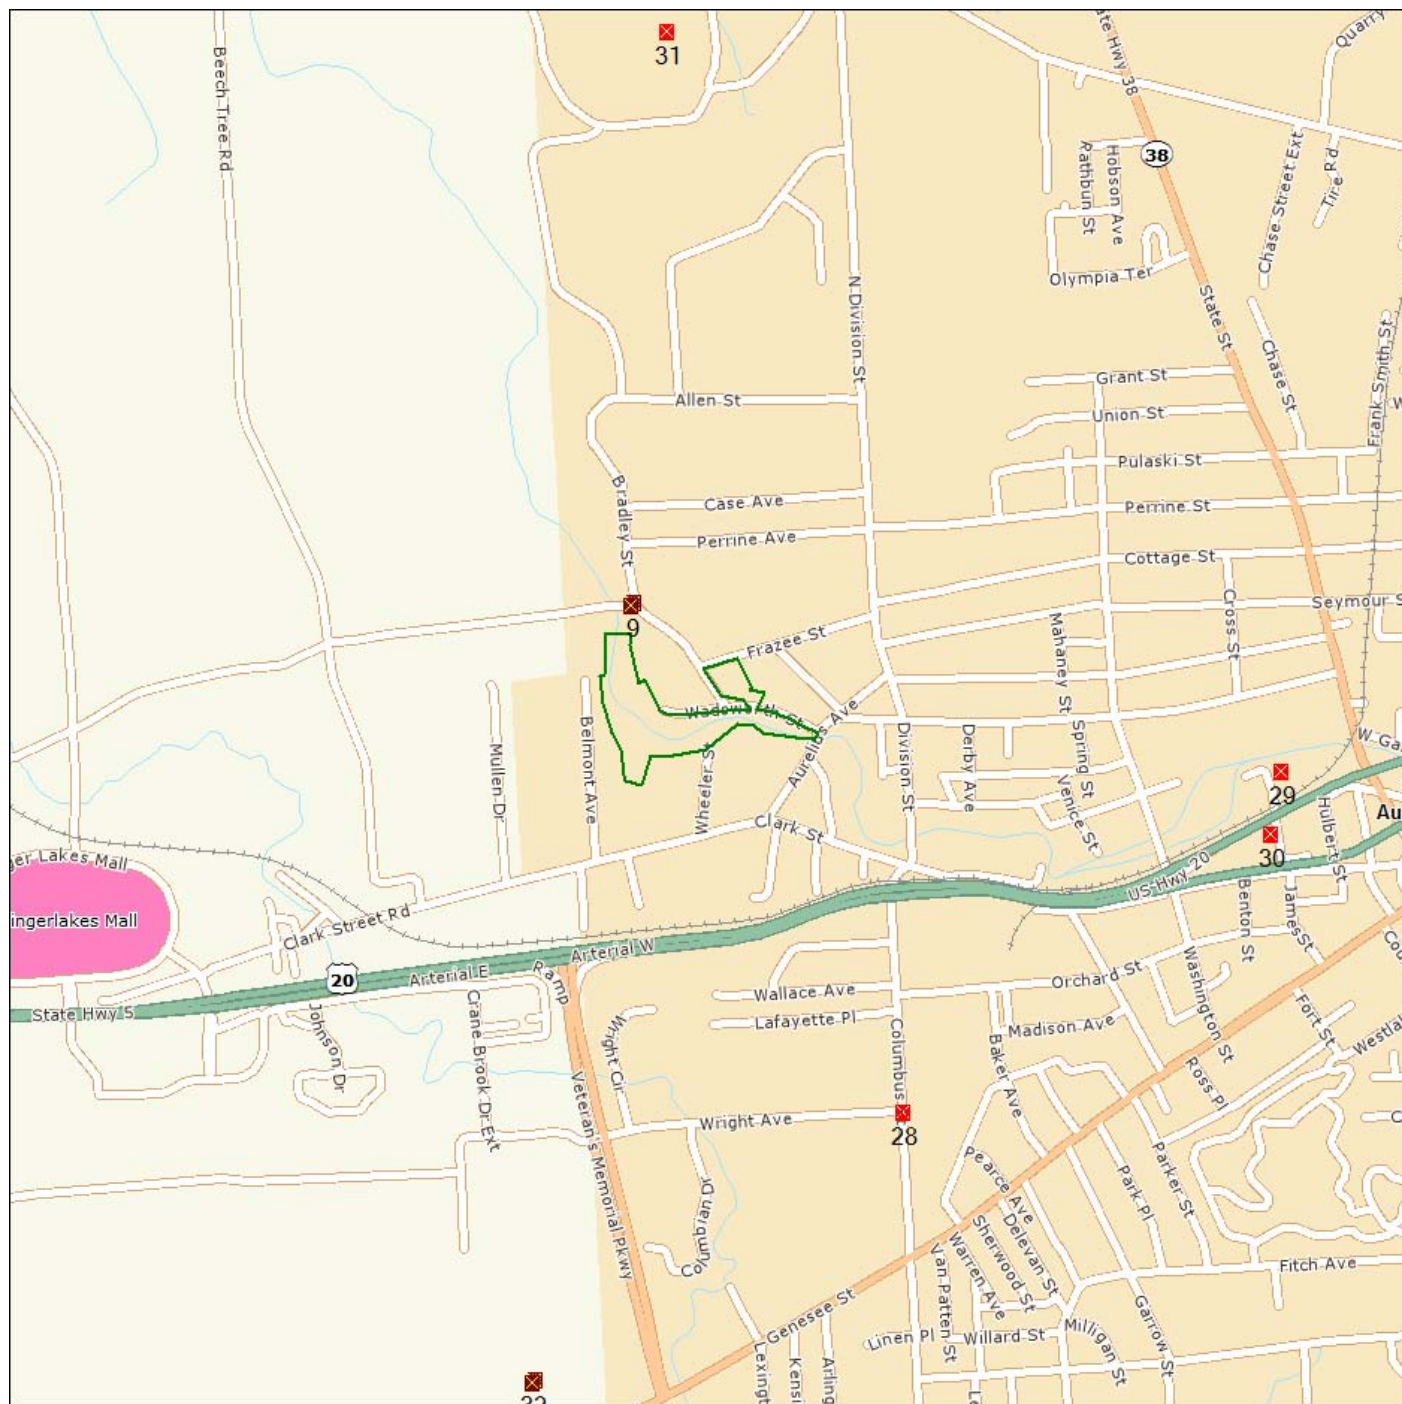 31
State Hwy 38
Quarry
Beech Tree Rd
38
Rathbun St
Hobson Ave
Chase Street Ext
Tire Rd
Olympia Ter
N Division St
State St
Chase St
Frank Smith St
Grant St
Allen St
Union St
Pulaski St
Bradley St
Case Ave
Perrine St
Perrine Ave
Cottage St
9
Cross St
Seymour S
Frazee St
Mahaney St
Wadsworth St
Aurelius Ave
Belmont Ave
Mullen Dr
Wheeler St
Division St
Derby Ave
Spring St
Venice St
W Ga
29
Hulbert St
Au
Clark St
30
ger Lakes Mall
US Hwy 20
ingerlakes Mall
Clark Street Rd
Benton St
James St
Arterial W
Arterial E
Ramp
20
State Hwy 5
Johnson Dr
Crane Brook Dr Ext
Wright Cir
Wallace Ave
Lafayette Pl
Orchard St
Washington St
Cou
Madison Ave
Fort St
Westla
Columbus
Baker Ave
Ross Pl
Veteran's Memorial Pkwy
Wright Ave
28
C
Columbian Dr
Pearce Ave
Park Pl
Parker St
Delevan St
Sherwood St
Warren Ave
Van Patten St
Fitch Ave
Genesee St
Garrow St
Linen Pl
Willard St
Milligan St
Lexingt
Kensi
Arling
Le
32